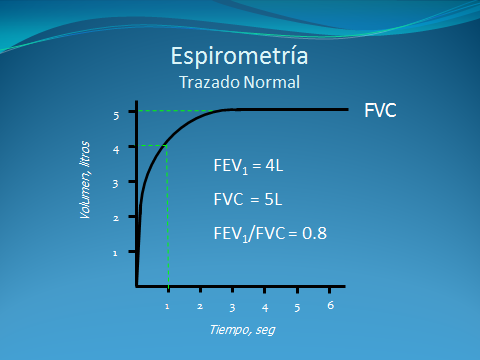 Espirometría
Trazado Normal
FVC
5
4
3
2
1
Volumen, litros
FEV₁ = 4L
FVC = 5L
FEV₁/FVC = 0.8
1 2 3 4 5 6
Tiempo, seg